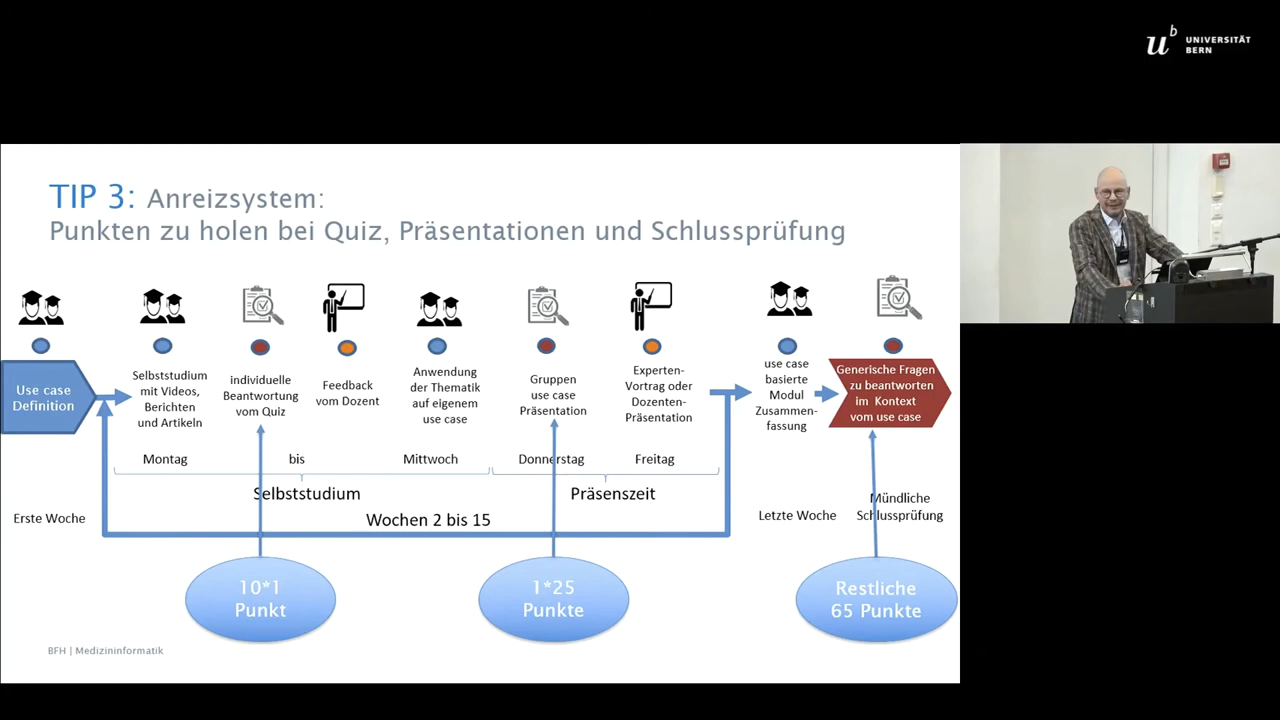 u
b
UNIVERSITÄT
BERN
TIP 3: Anreizsystem:
Punkten zu holen bei Quiz, Präsentationen und Schlussprüfung
Use case
Definition
Selbststudium
mit Videos,
Berichten
und Artikeln
individuelle
Beantwortung
vom Quiz
Feedback
vom Dozent
Anwendung
der Thematik
auf eigenem
use case
Gruppen
use case
Präsentation
Experten-
Vortrag oder
Dozenten-
Präsentation
use case
basierte
Modul
Zusammen-
fassung
Generische Fragen
zu beantworten
im Kontext
vom use case
Montag
bis
Mittwoch
Donnerstag
Freitag
Selbststudium
Präsenszeit
Erste Woche
Wochen 2 bis 15
Letzte Woche
Mündliche
Schlussprüfung
10*1
Punkt
1*25
Punkte
Restliche
65 Punkte
BFH | Medizininformatik